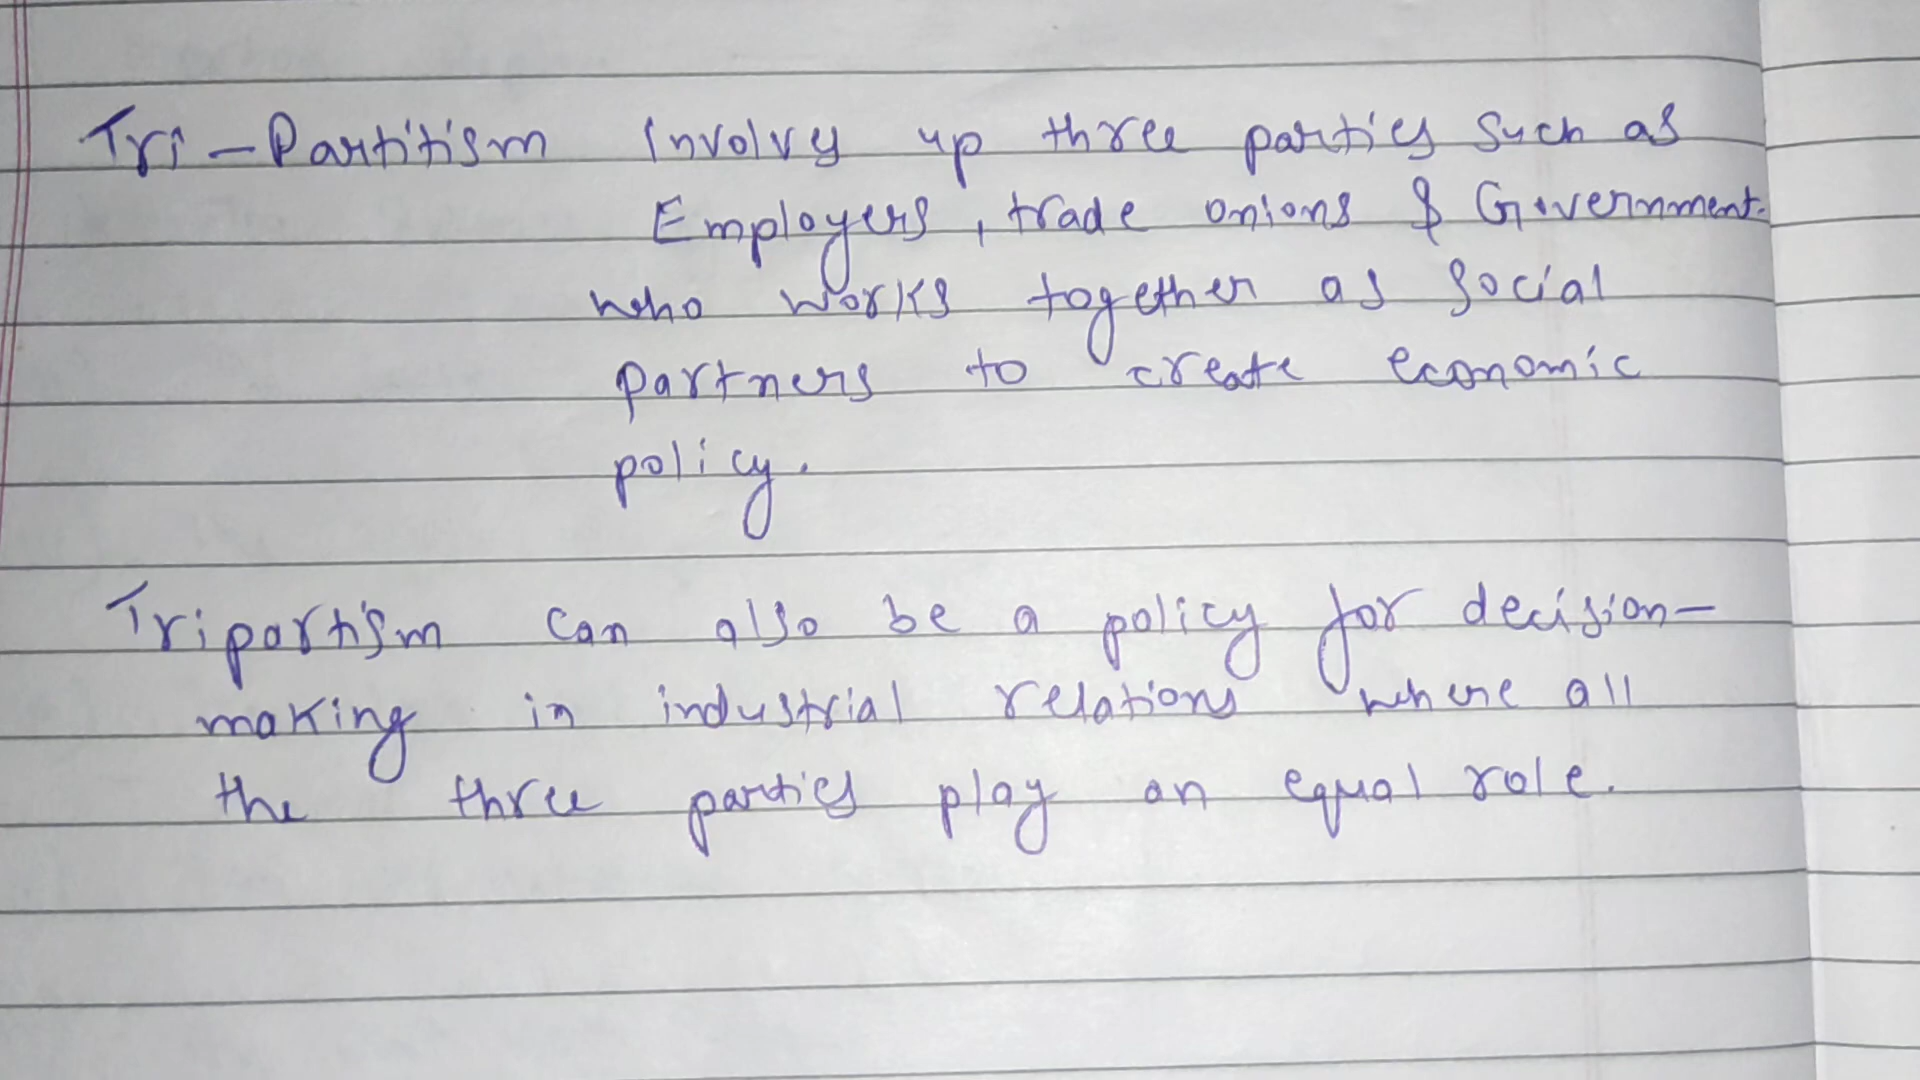 Tri-Partitism involves up three parties such as
Employers, trade onions & Government
who works together as social
partners to create economic
policy.
Tripartism can also be a policy for decision-
making in industrial relations where all
the three parties play an equal role.